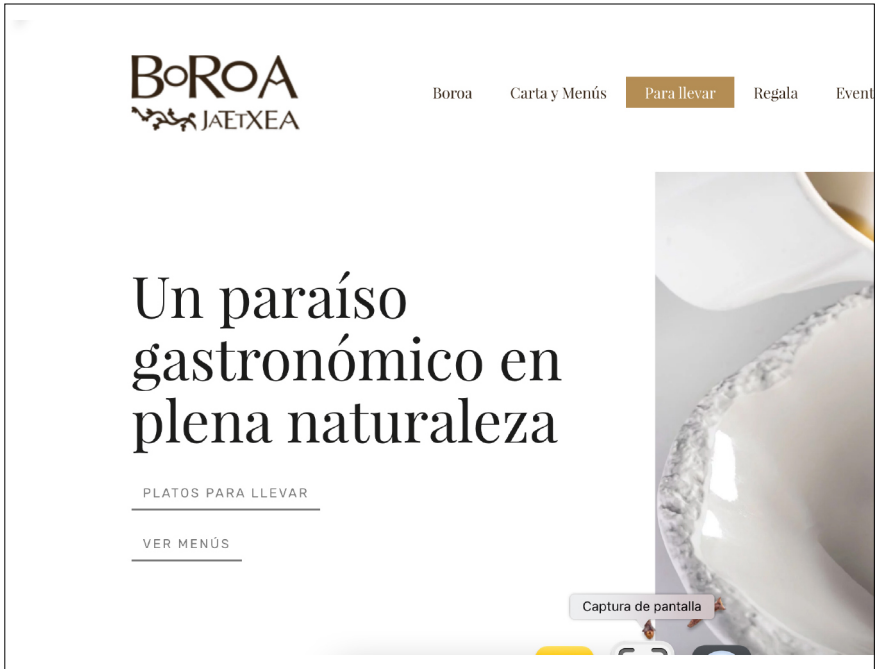 BoROA
JAETXEA
Boroa Carta y Menús Para llevar Regala Event
Un paraíso
gastronómico en
plena naturaleza
PLATOS PARA LLEVAR
VER MENÚS
Captura de pantalla